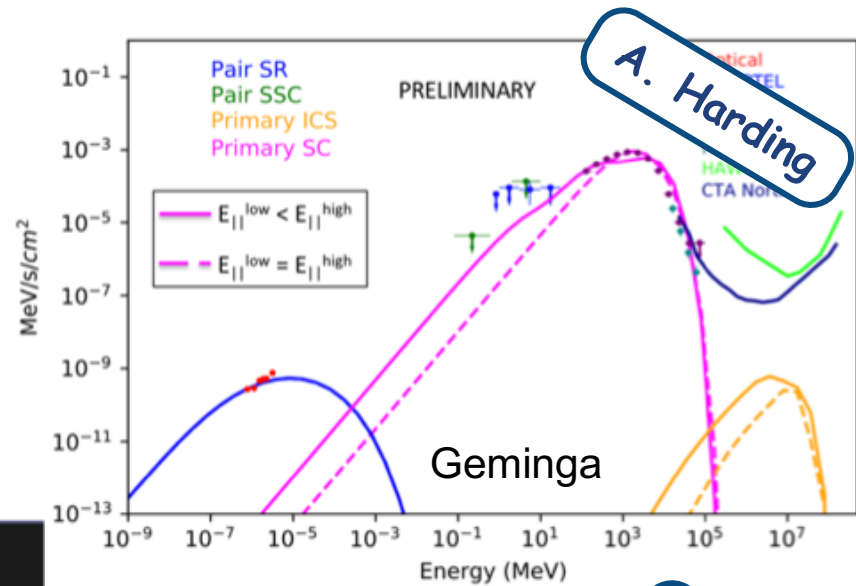 A. Harding
Pair SR
Pair SSC
Primary ICS
Primary SC
PRELIMINARY
CTA
E||low < E||high
E||low = E||high
MeV/s/cm²
10⁻¹
10⁻³
10⁻⁵
10⁻⁷
10⁻⁹
10⁻¹¹
10⁻¹³
Geminga
10⁻⁹
10⁻⁷
10⁻⁵
10⁻³
10⁻¹
10¹
10³
10⁵
10⁷
Energy (MeV)